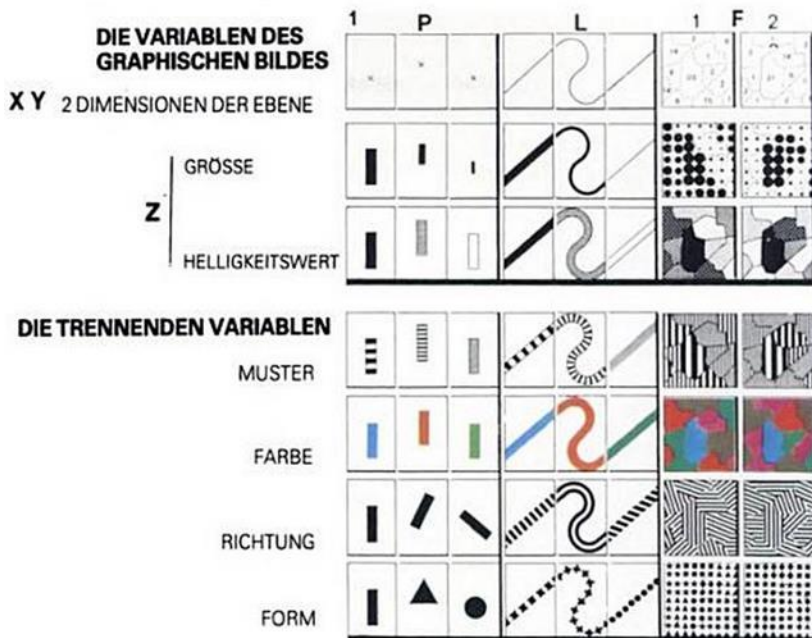 1 P L 1 F 2
DIE VARIABLEN DES
GRAPHISCHEN BILDES
X Y 2 DIMENSIONEN DER EBENE
GRÖSSE
Z
HELLIGKEITSWERT
DIE TRENNENDEN VARIABLEN
MUSTER
FARBE
RICHTUNG
FORM